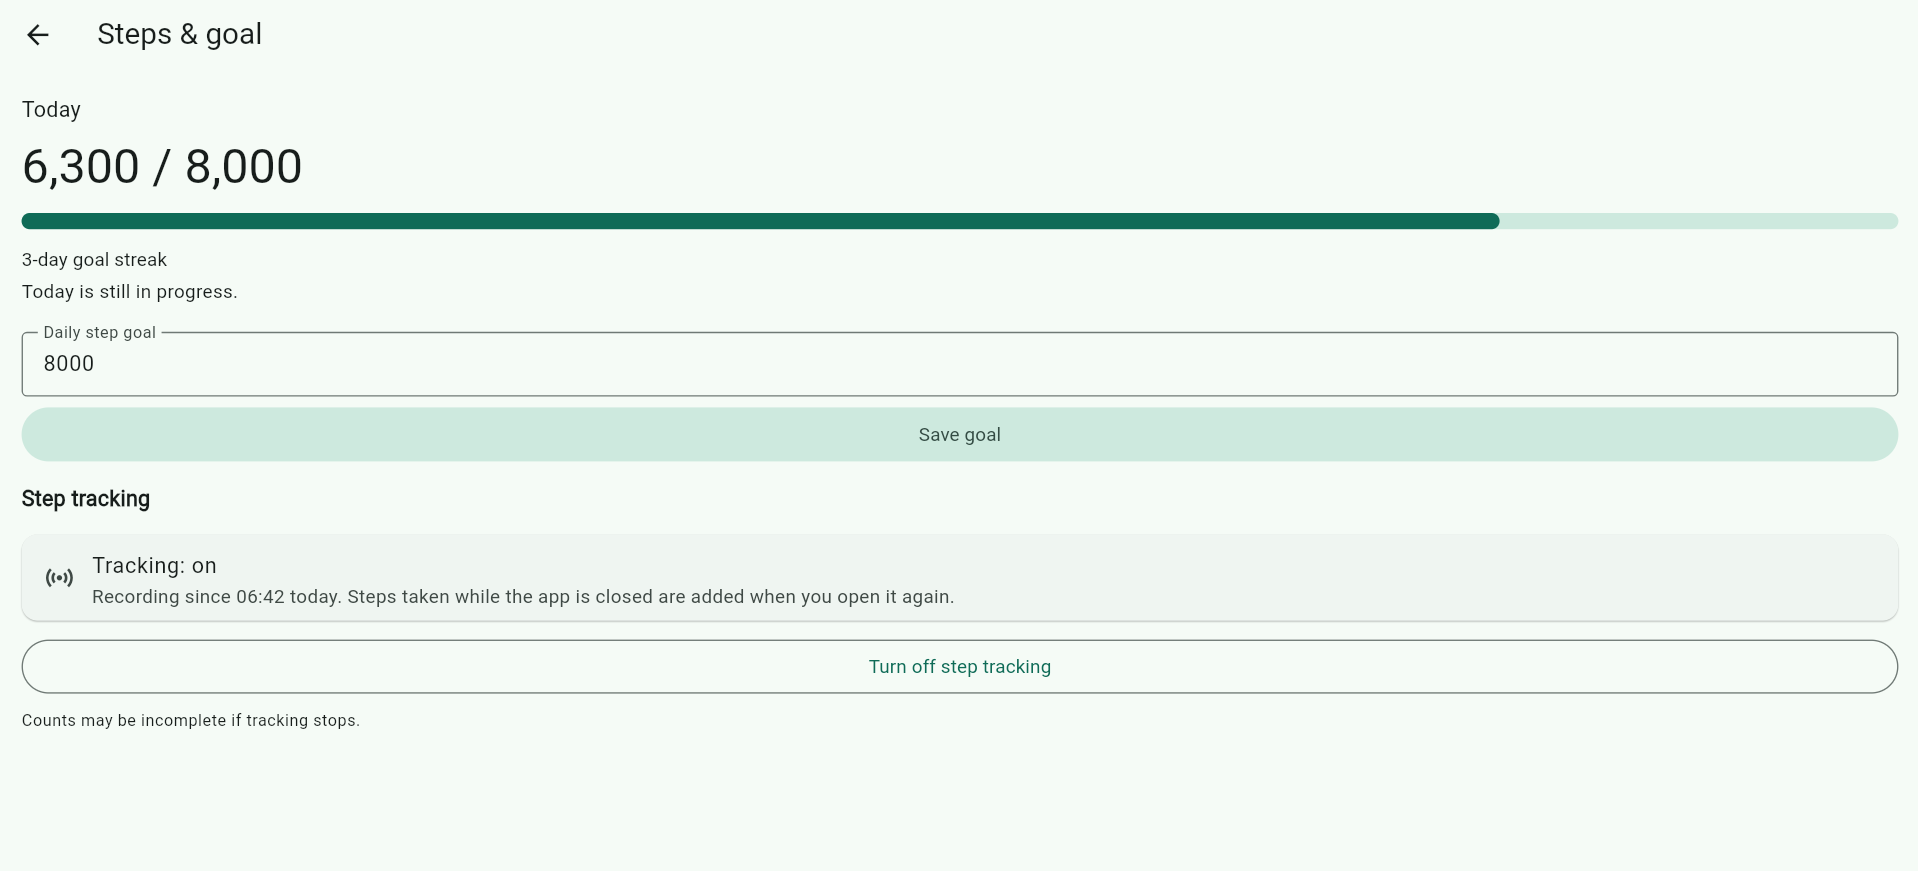 Steps & goal
Today
6,300 / 8,000
3-day goal streak
Today is still in progress.
Daily step goal
8000
Save goal
Step tracking
Tracking: on
Recording since 06:42 today. Steps taken while the app is closed are added when you open it again.
Turn off step tracking
Counts may be incomplete if tracking stops.